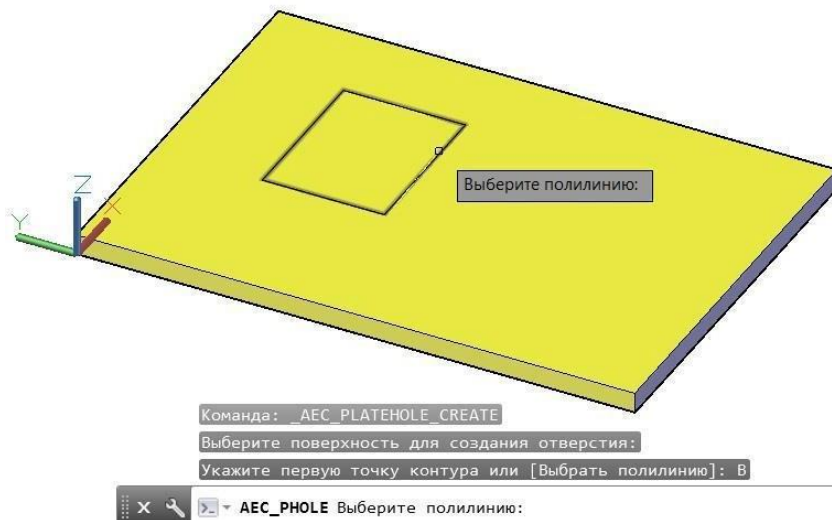 Z
X
Y
Выберите полилинию:
Команда: _AEC_PLATEHOLE_CREATE
Выберите поверхность для создания отверстия:
Укажите первую точку контура или [Выбрать полилинию]: В
AEC_PHOLE Выберите полилинию: